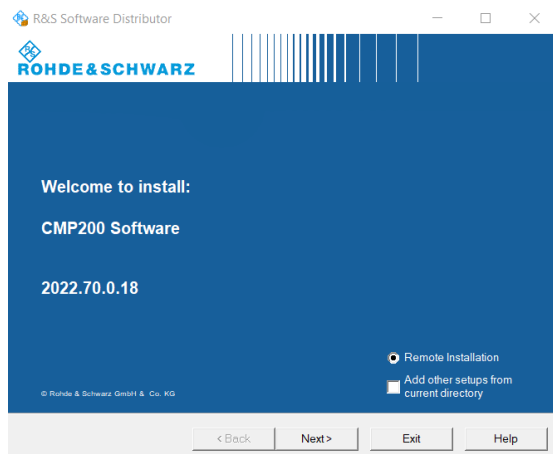 R&S Software Distributor
ROHDE&SCHWARZ
Welcome to install:
CMP200 Software
2022.70.0.18
Remote Installation
Add other setups from
current directory
© Rohde & Schwarz GmbH & Co. KG
< Back
Next >
Exit
Help